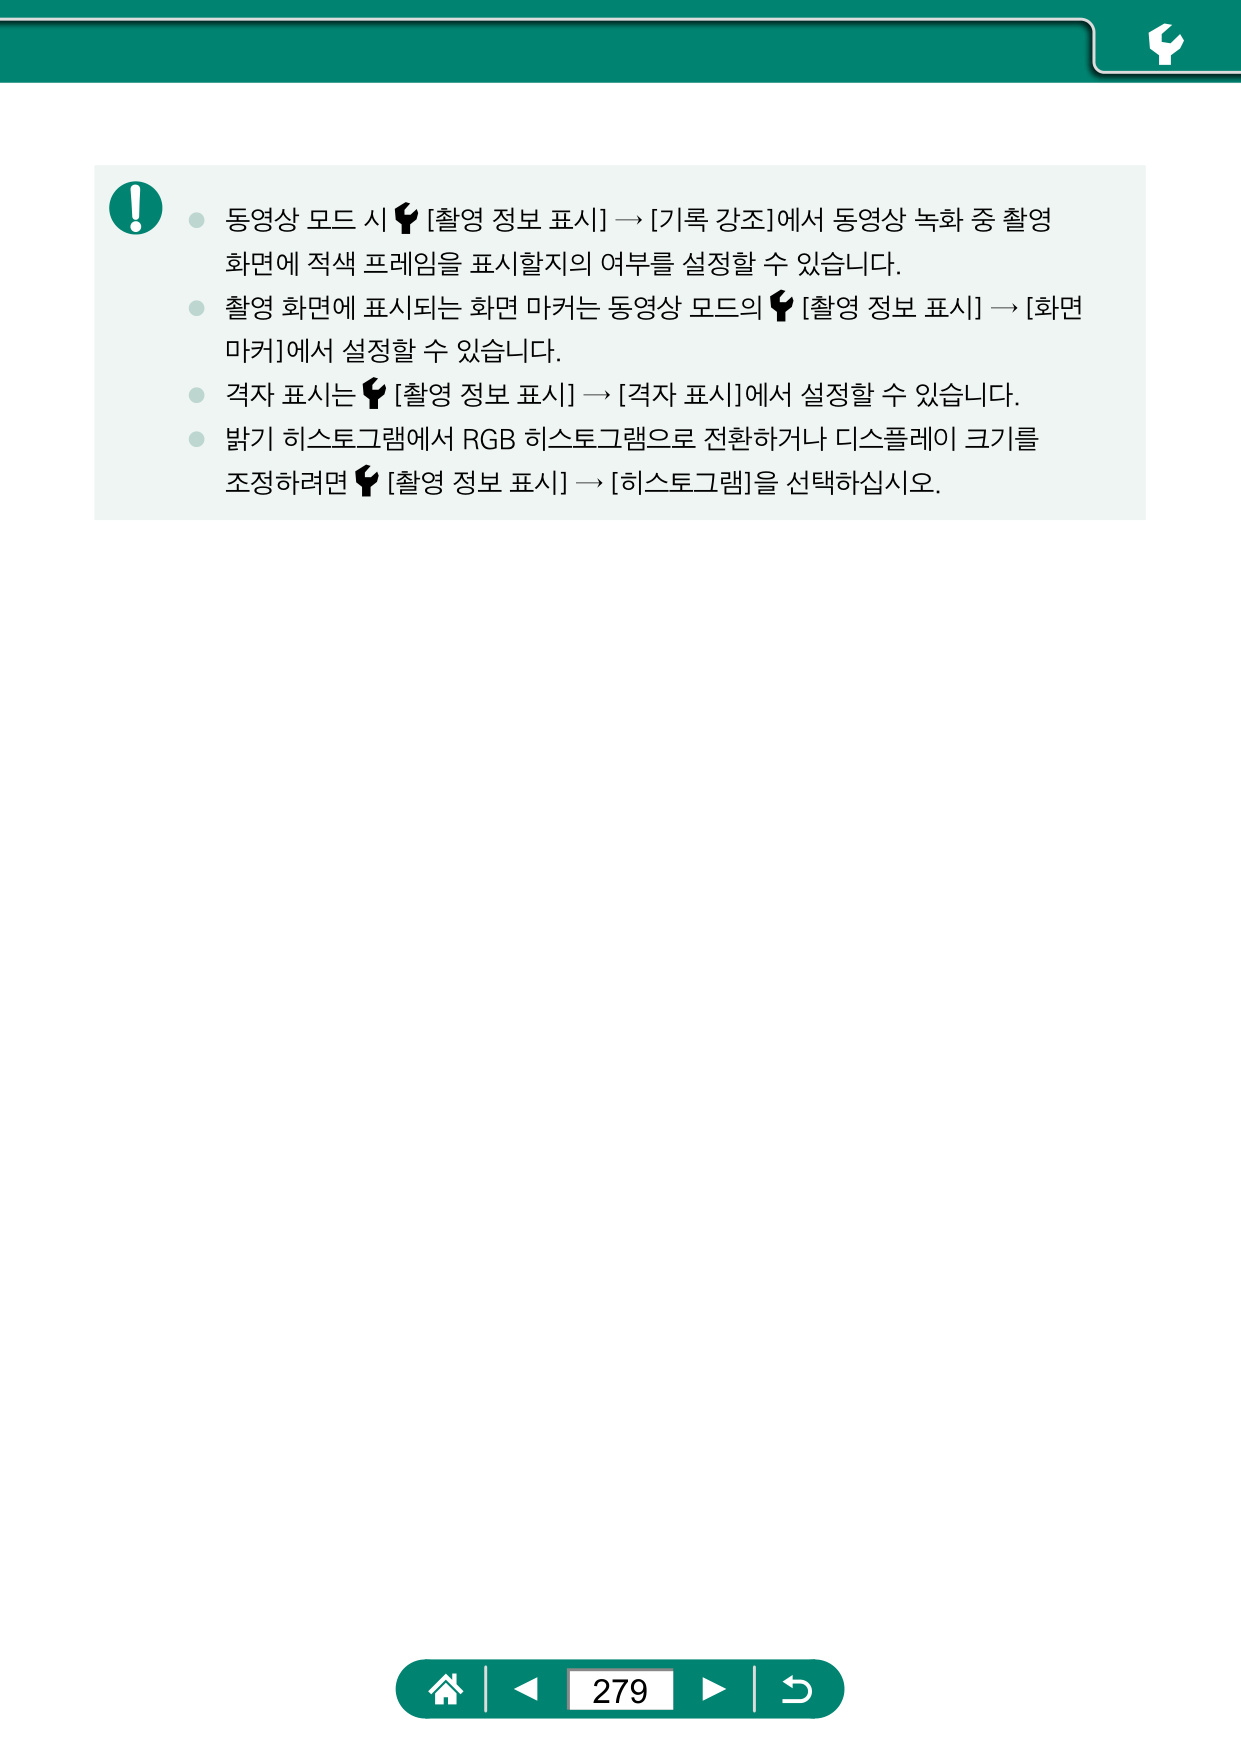 동영상 모드 시 [촬영 정보 표시] → [기록 강조]에서 동영상 녹화 중 촬영
화면에 적색 프레임을 표시할지의 여부를 설정할 수 있습니다.
촬영 화면에 표시되는 화면 마커는 동영상 모드의 [촬영 정보 표시] → [화면
마커]에서 설정할 수 있습니다.
격자 표시는 [촬영 정보 표시] → [격자 표시]에서 설정할 수 있습니다.
밝기 히스토그램에서 RGB 히스토그램으로 전환하거나 디스플레이 크기를
조정하려면 [촬영 정보 표시] → [히스토그램]을 선택하십시오.
279